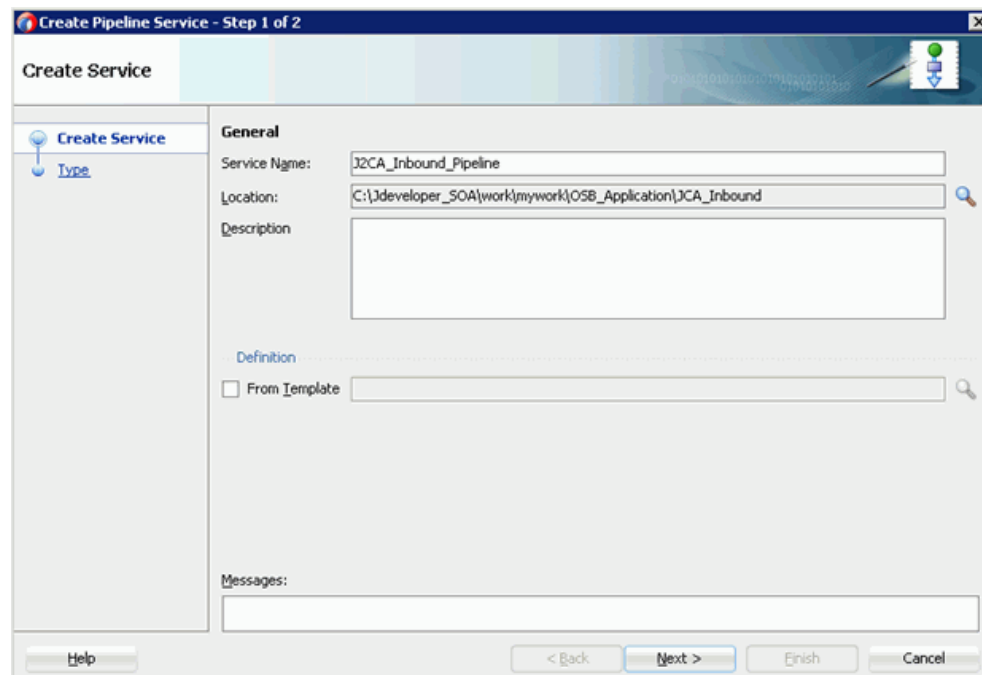 Create Pipeline Service - Step 1 of 2
Create Service
Create Service
Type
General
Service Name: J2CA_Inbound_Pipeline
Location: C:\Jdeveloper_SOA\work\mywork\OSB_Application\JCA_Inbound
Description
Definition
From Template
Messages:
Help < Back Next > Finish Cancel